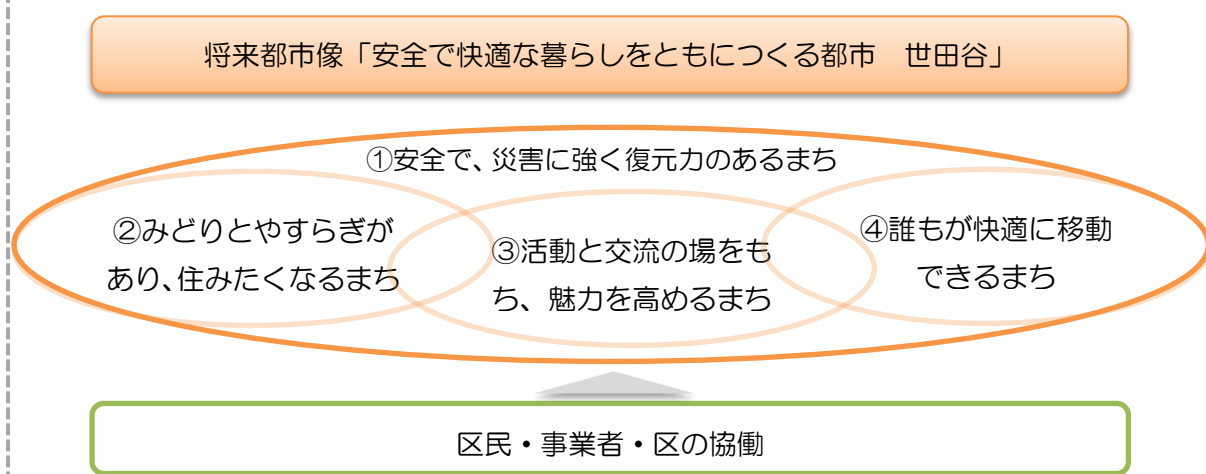 将来都市像「安全で快適な暮らしをともにつくる都市　世田谷」
①安全で、災害に強く復元力のあるまち
②みどりとやすらぎが
あり、住みたくなるまち
③活動と交流の場をも
ち、魅力を高めるまち
④誰もが快適に移動
できるまち
区民・事業者・区の協働